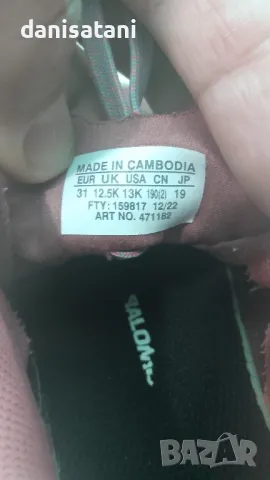 danisatani
MADE IN CAMBODIA
EUR UK USA CN JP
31 12.5K 13K 190(2) 19
FTY: 159817 12/22
ART NO. 471182
BAZAR.BG